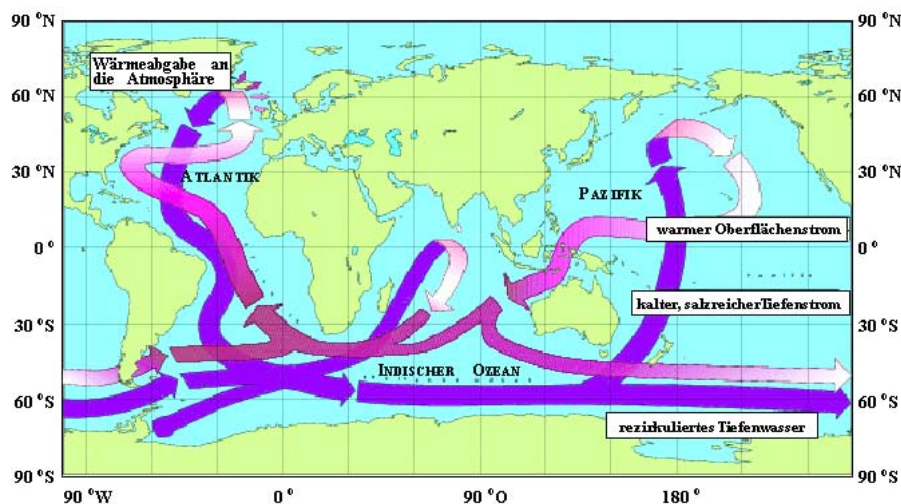 90 °N
90 °N
Wärmeabgabe an
die Atmosphäre
60 °N
60 °N
30 °N
ATLANTIK
30 °N
PAZIFIK
warmer Oberflächenstrom
0 °
0 °
kalter, salzreicher Tiefenstrom
30 °S
30 °S
INDISCHER OZEAN
60 °S
60 °S
rezirkuliertes Tiefenwasser
90 °S
90 °S
90 °W
0 °
90 °O
180 °